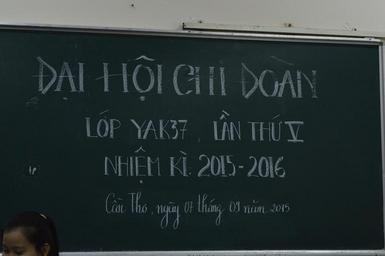 ĐẠI HỘI CHI ĐOÀN
LỚP YAK37, LẦN THỨ V
NHIỆM KÌ. 2015-2016
Cần Thơ, ngày 07 tháng 09 năm 2015